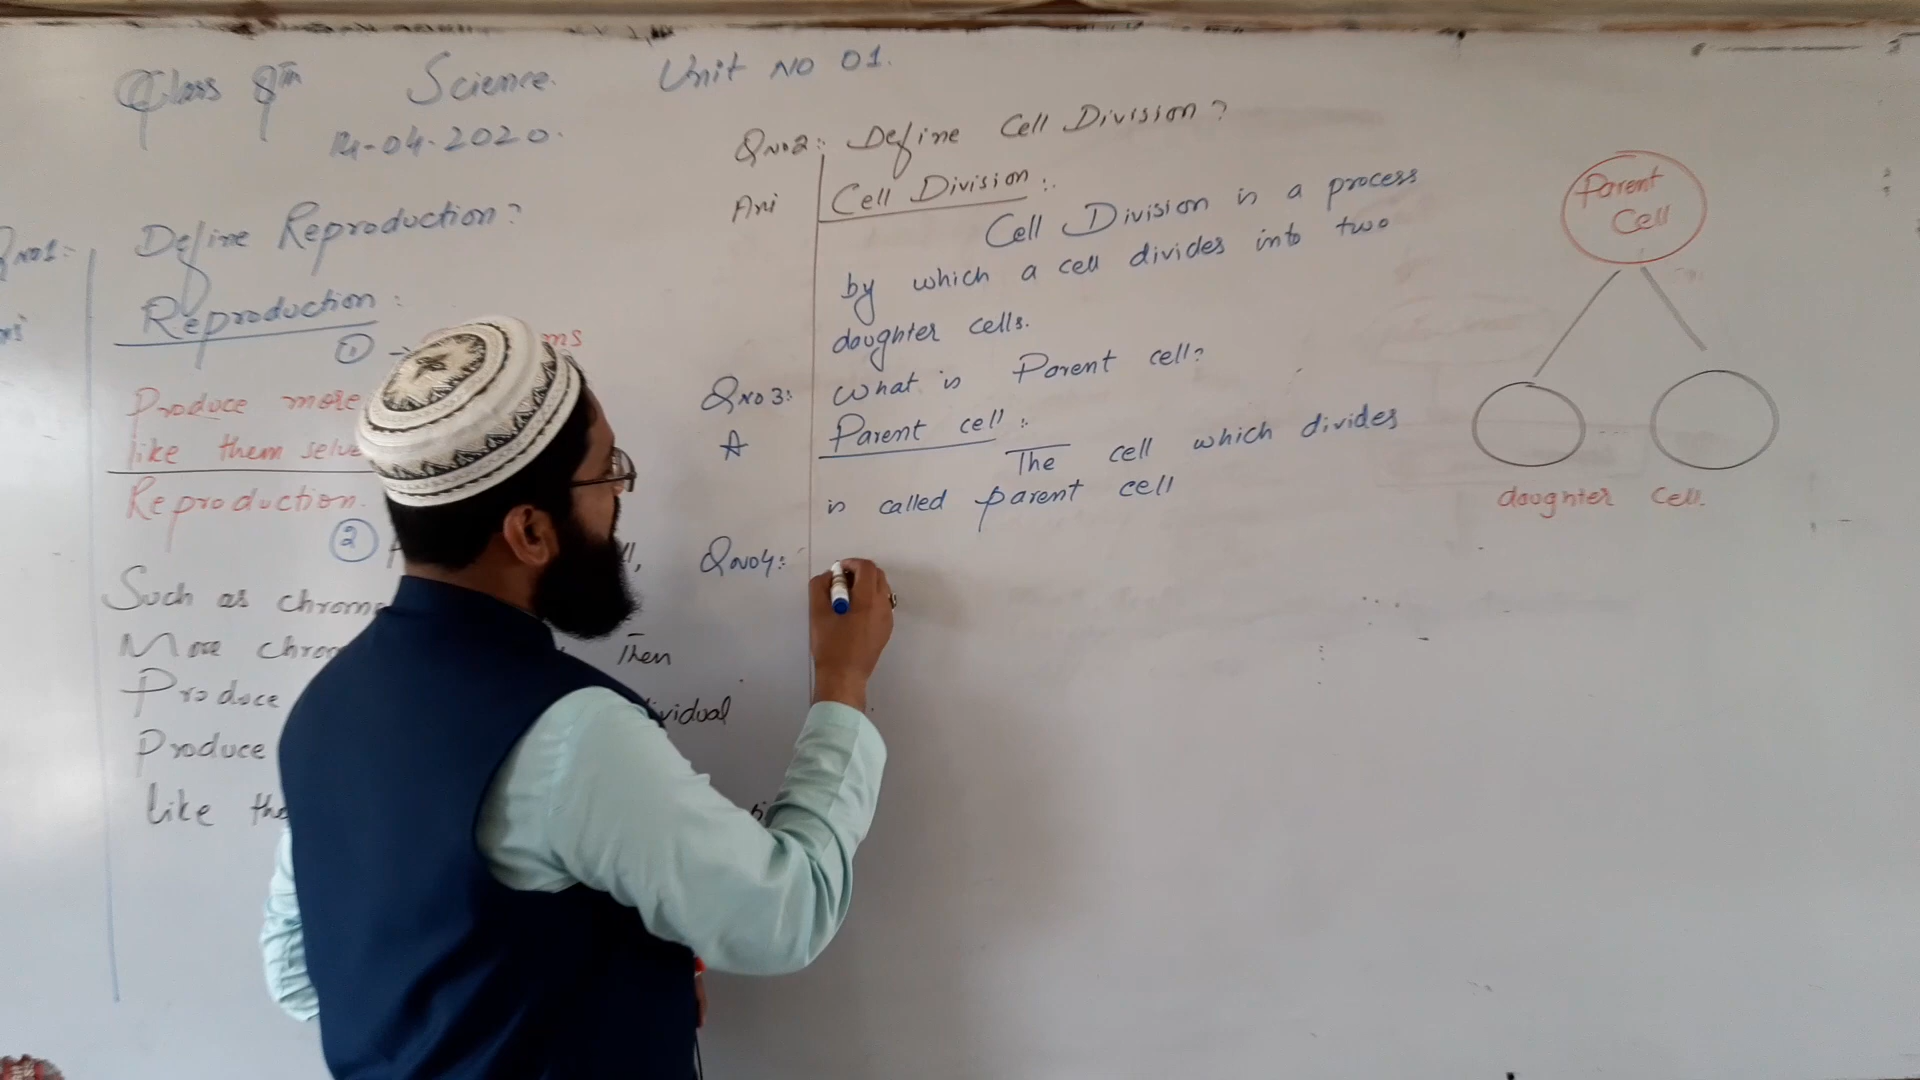 Class 8Th Science. Unit NO 01.
14-04-2020.
QNo1: Define Reproduction?
Reproduction:
①
Produce more
like them selve
Reproduction.
②
Such as chrom
More chrom
Then
Produce
dividual
Produce
like the
QNo2: Define Cell Division?
Ans Cell Division:.
Cell Division is a process
by which a cell divides into two
daughter cells.
QNo3: What is Parent cell?
A Parent cell:
The cell which divides
is called parent cell
QNo4:
Parent
Cell
daughter Cell.